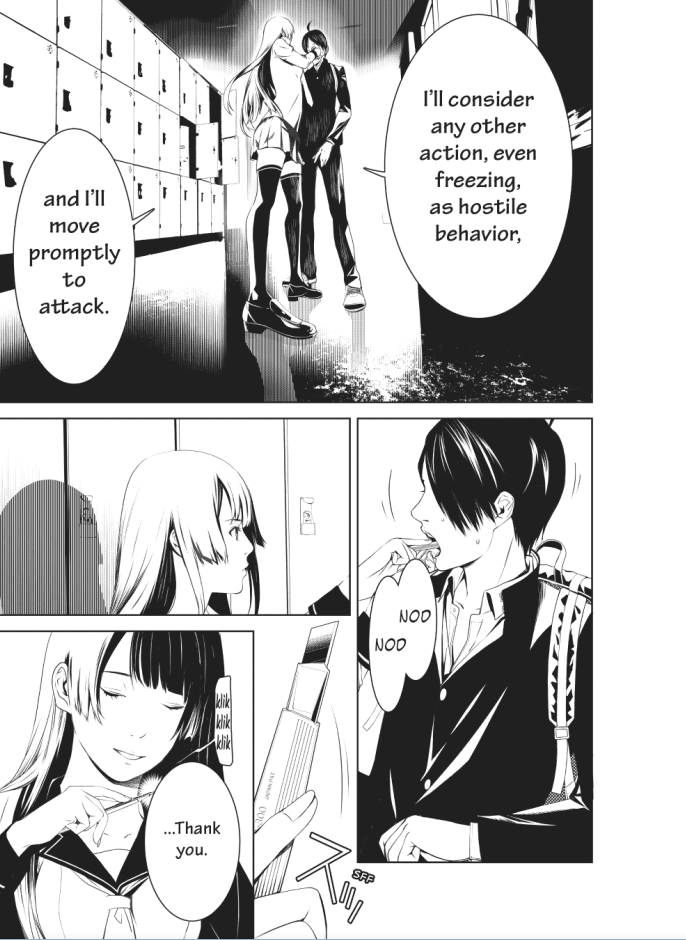 I'll consider
any other
action, even
freezing,
as hostile
behavior,
and I'll
move
promptly
to
attack.
NOD
NOD
klik
klik
klik
...Thank
you.
SFF